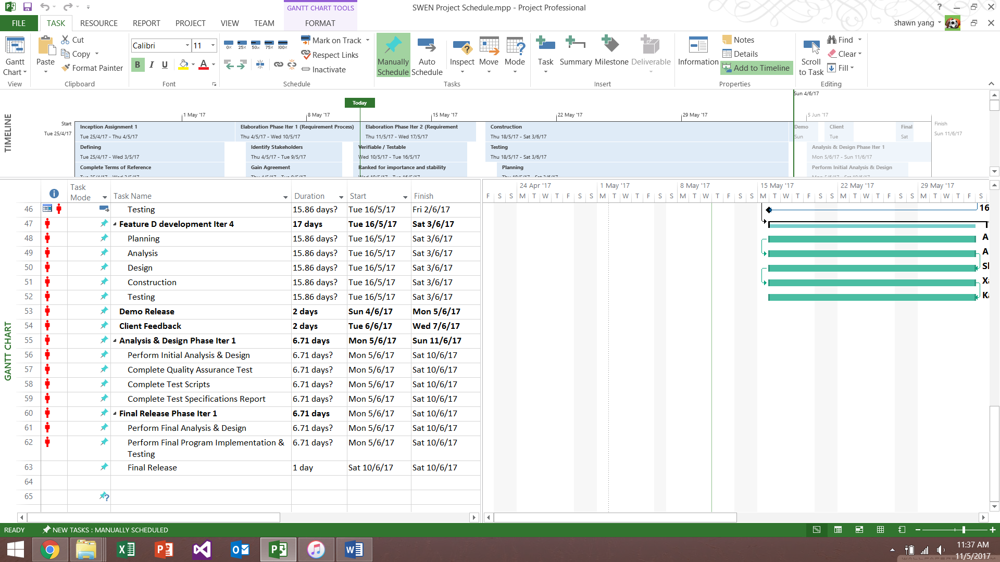 GANTT CHART TOOLS
SWEN Project Schedule.mpp - Project Professional
?
FILE TASK RESOURCE REPORT PROJECT VIEW TEAM FORMAT
shawn yang
Gantt Chart
View
Paste
Cut
Copy
Format Painter
Clipboard
Calibri 11
B I U A
Font
0% 25% 50% 75% 100%
Mark on Track
Respect Links
Inactivate
Schedule
Manually Schedule
Auto Schedule
Inspect
Move
Mode
Tasks
Task
Summary
Milestone
Deliverable
Insert
Information
Notes
Details
Add to Timeline
Properties
Scroll to Task
Find
Clear
Fill
Editing
TIMELINE
Today
Sun 4/6/17
1 May '17 8 May '17 15 May '17 22 May '17 29 May '17 5 Jun '17
Start
Tue 25/4/17
Finish
Sun 11/6/17
Inception Assignment 1
Tue 25/4/17 - Thu 4/5/17
Elaboration Phase Iter 1 (Requirement Process)
Thu 4/5/17 - Wed 10/5/17
Elaboration Phase Iter 2 (Requirement
Thu 11/5/17 - Wed 17/5/17
Construction
Thu 18/5/17 - Sat 3/6/17
Demo
Sun
Client
Tue
Final
Sat
Defining
Tue 25/4/17 - Wed 3/5/17
Identify Stakeholders
Thu 4/5/17 - Tue 9/5/17
Verifiable / Testable
Wed 10/5/17 - Tue 16/5/17
Testing
Thu 18/5/17 - Sat 3/6/17
Analysis & Design Phase Iter 1
Mon 5/6/17 - Sun 11/6/17
Complete Terms of Reference
Gain Agreement
Ranked for importance and stability
Planning
Perform Initial Analysis & Design
GANTT CHART
Task Mode Task Name Duration Start Finish
24 Apr '17 1 May '17 8 May '17 15 May '17 22 May '17 29 May '17
F S S M T W T F S S M T W T F S S M T W T F S S M T W T F S S M T W T F S S M T W T F S
46 Testing 15.86 days? Tue 16/5/17 Fri 2/6/17
47 Feature D development Iter 4 17 days Tue 16/5/17 Sat 3/6/17
48 Planning 15.86 days? Tue 16/5/17 Sat 3/6/17
49 Analysis 15.86 days? Tue 16/5/17 Sat 3/6/17
50 Design 15.86 days? Tue 16/5/17 Sat 3/6/17
51 Construction 15.86 days? Tue 16/5/17 Sat 3/6/17
52 Testing 15.86 days? Tue 16/5/17 Sat 3/6/17
53 Demo Release 2 days Sun 4/6/17 Mon 5/6/17
54 Client Feedback 2 days Tue 6/6/17 Wed 7/6/17
55 Analysis & Design Phase Iter 1 6.71 days Mon 5/6/17 Sun 11/6/17
56 Perform Initial Analysis & Design 6.71 days? Mon 5/6/17 Sat 10/6/17
57 Complete Quality Assurance Test 6.71 days? Mon 5/6/17 Sat 10/6/17
58 Complete Test Scripts 6.71 days? Mon 5/6/17 Sat 10/6/17
59 Complete Test Specifications Report 6.71 days? Mon 5/6/17 Sat 10/6/17
60 Final Release Phase Iter 1 6.71 days Mon 5/6/17 Sat 10/6/17
61 Perform Final Analysis & Design 6.71 days? Mon 5/6/17 Sat 10/6/17
62 Perform Final Program Implementation & 6.71 days? Mon 5/6/17 Sat 10/6/17
Testing
63 Final Release 1 day Sat 10/6/17 Sat 10/6/17
64
65
16
A
A
READY NEW TASKS : MANUALLY SCHEDULED
11:37 AM
11/5/2017